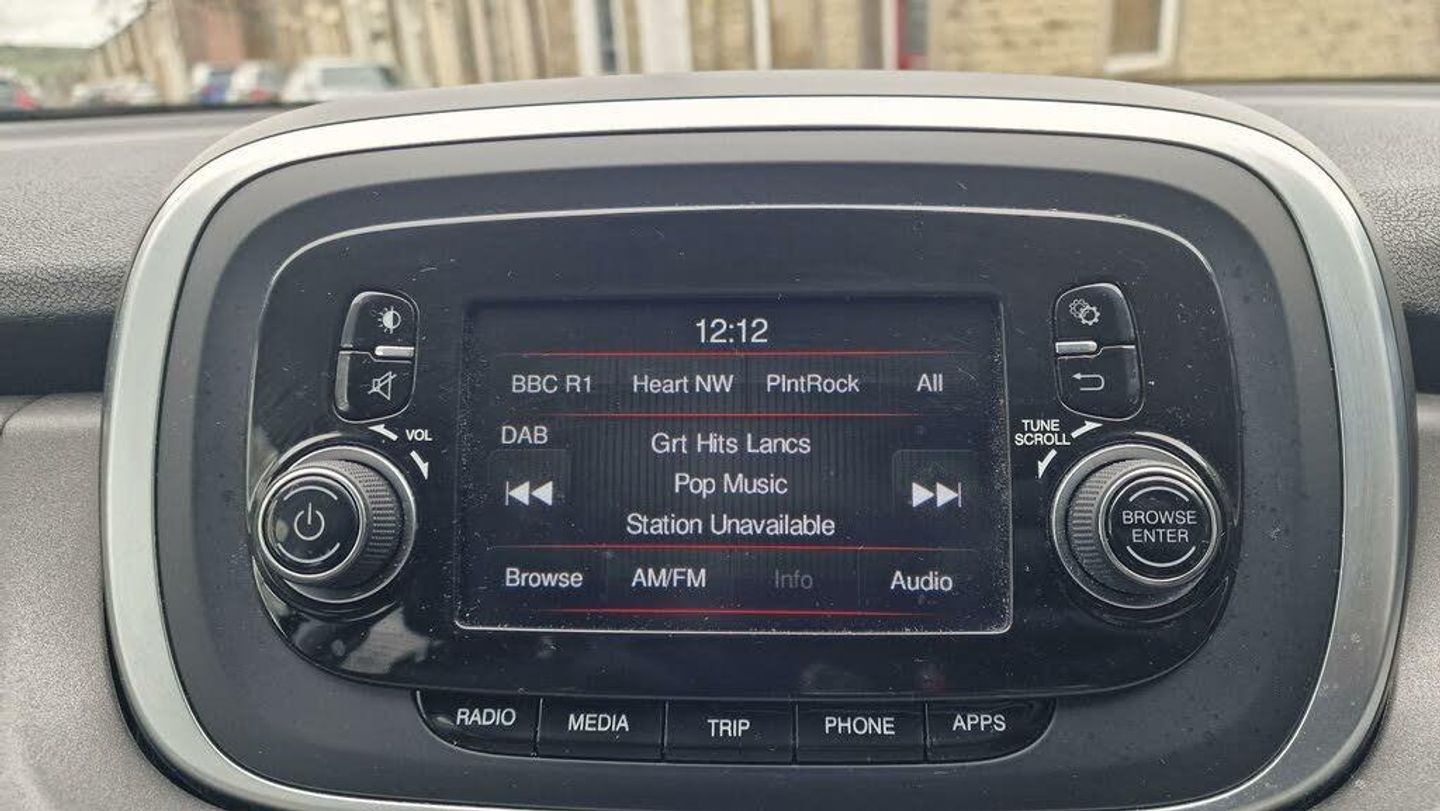 12:12
BBC R1 Heart NW PlntRock All
DAB
Grt Hits Lancs
Pop Music
Station Unavailable
Browse AM/FM Info Audio
VOL
TUNE
SCROLL
BROWSE
ENTER
RADIO MEDIA TRIP PHONE APPS